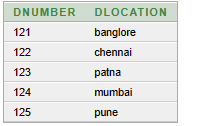 DNUMBER DLOCATION
121 banglore
122 chennai
123 patna
124 mumbai
125 pune